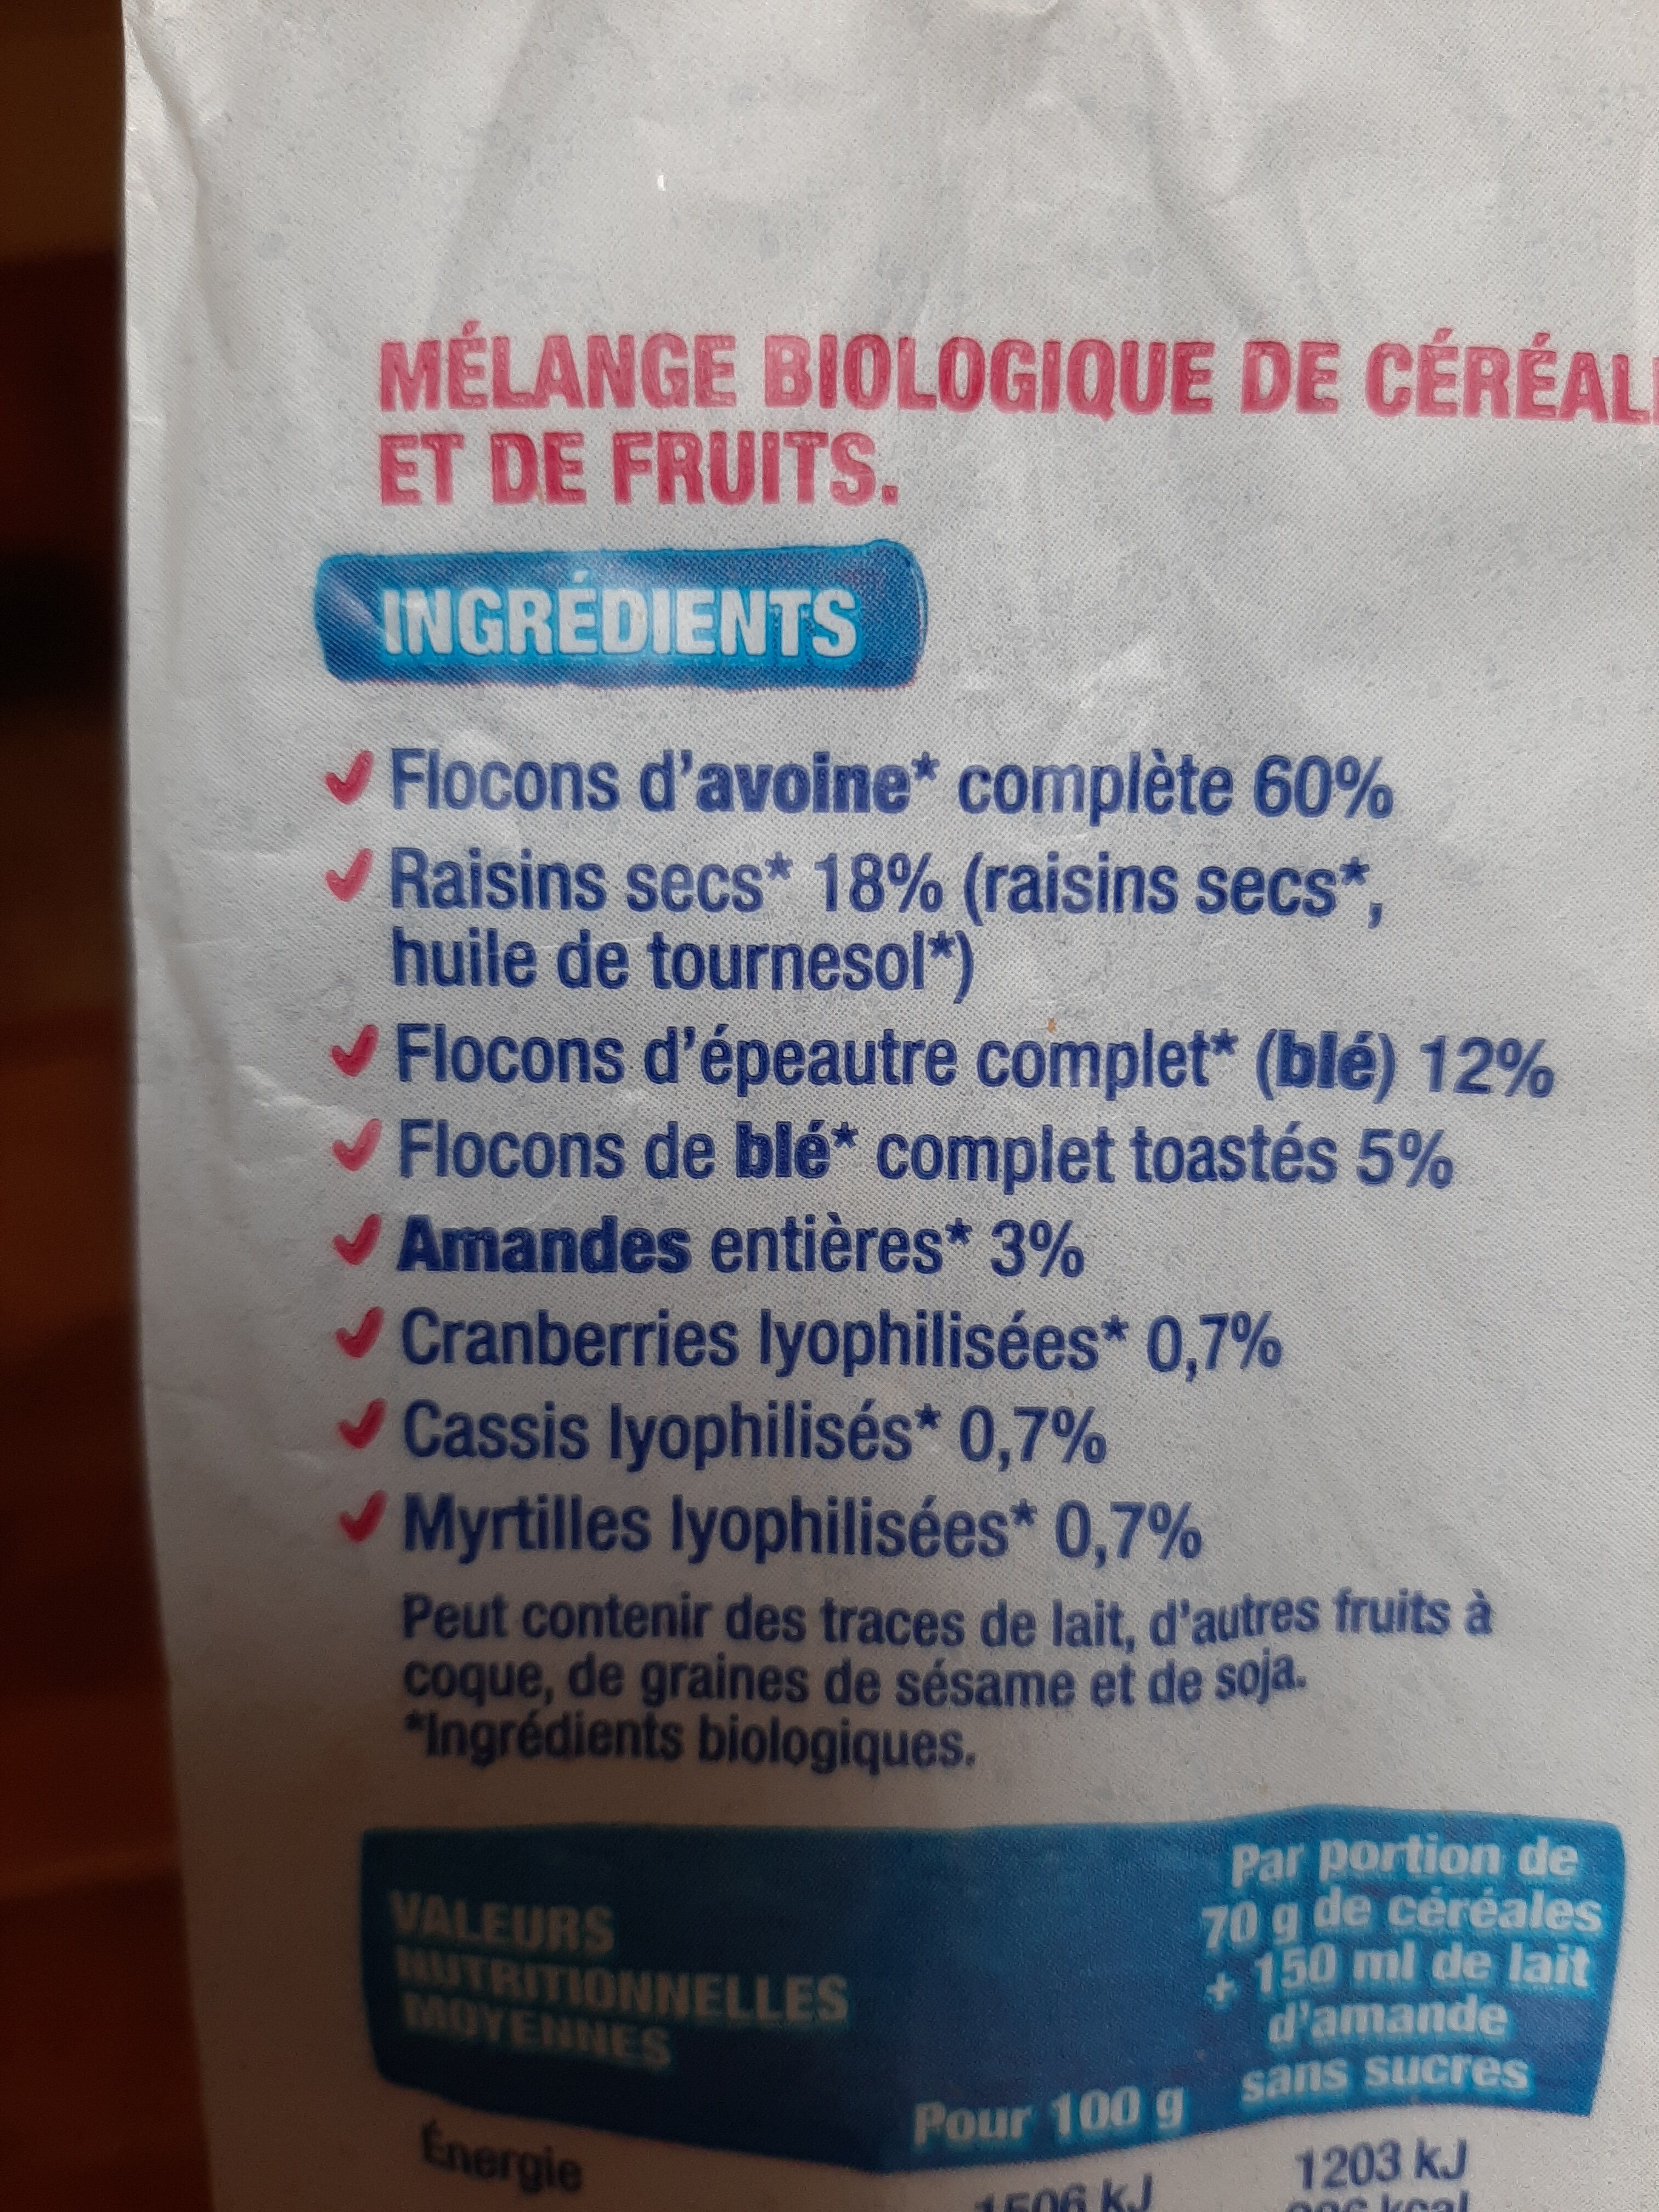 MÉLANGE BIOLOGIQUE DE
ET DE FRUITS.
INGRÉDIENTS
Flocons d'avoine* complète 60%
Raisins secs* 18% (raisins secs*,
huile de tournesol*)
Flocons d'épeautre complet* (blé) 12%
Flocons de blé* complet toastés 5%
Amandes entières* 3%
Cranberries lyophilisées* 0,7%
Cassis lyophilisés* 0,7%
Myrtilles lyophilisées* 0,7%
Peut contenir des traces de lait, d'autres fruits à
coque, de graines de sésame et de soja.
*Ingrédients biologiques.
VALEURS
NUTRITIONNELLES
MOYENNES
Pour 100 g
Par portion de
70 g de céréales
+ 150 ml de lait
d'amande
sans sucres
Énergie
1506 kJ
1203 kJ